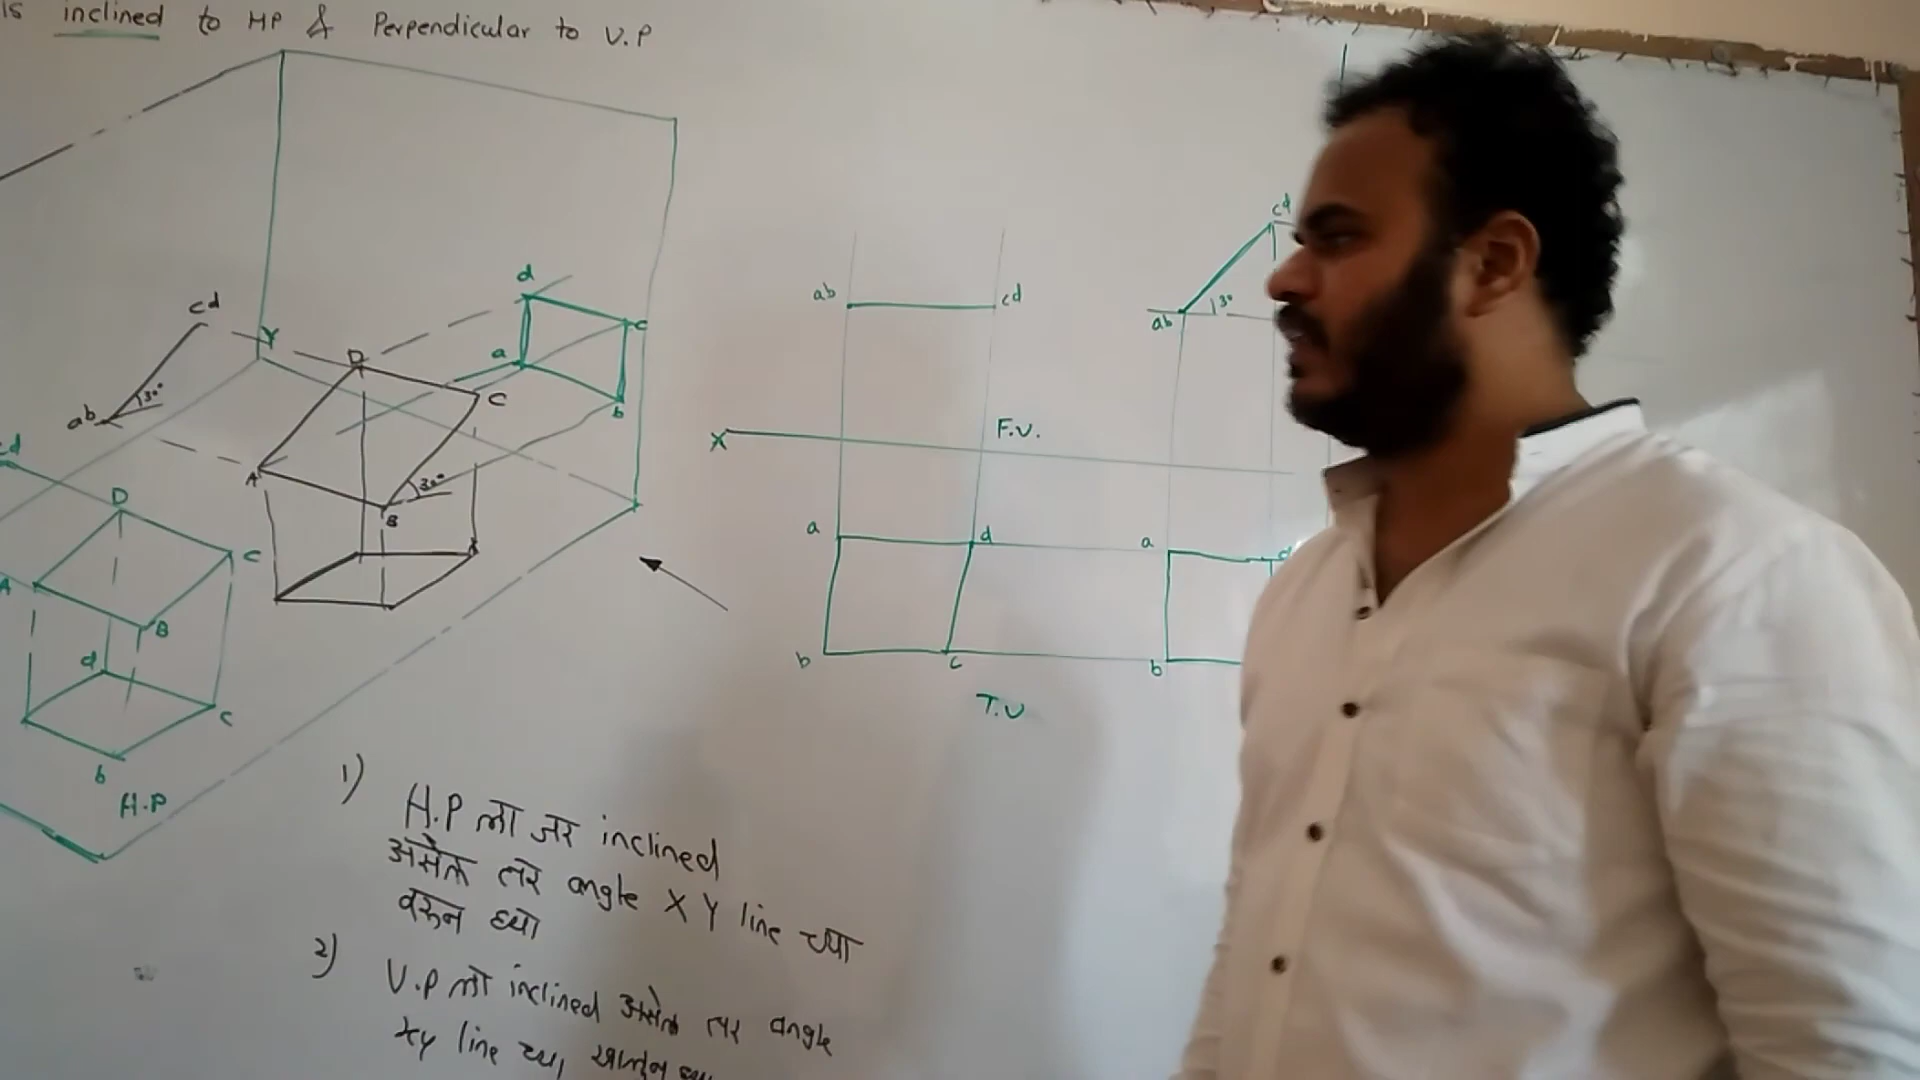 is inclined to HP & Perpendicular to V.P
cd
Y
ab
30°
D
C
A
B
30°
d
c
a
b
cd
D
C
A
B
d
c
b
H.P
ab
cd
X
F.V.
a
d
b
c
T.V
cd
ab
30
a
d
b
1)
H.P ला जर inclined
असेल तर angle X Y line च्या
वरून घ्या
2)
V.P ला inclined असेल तर angle
xy line च्या खालून घ्या